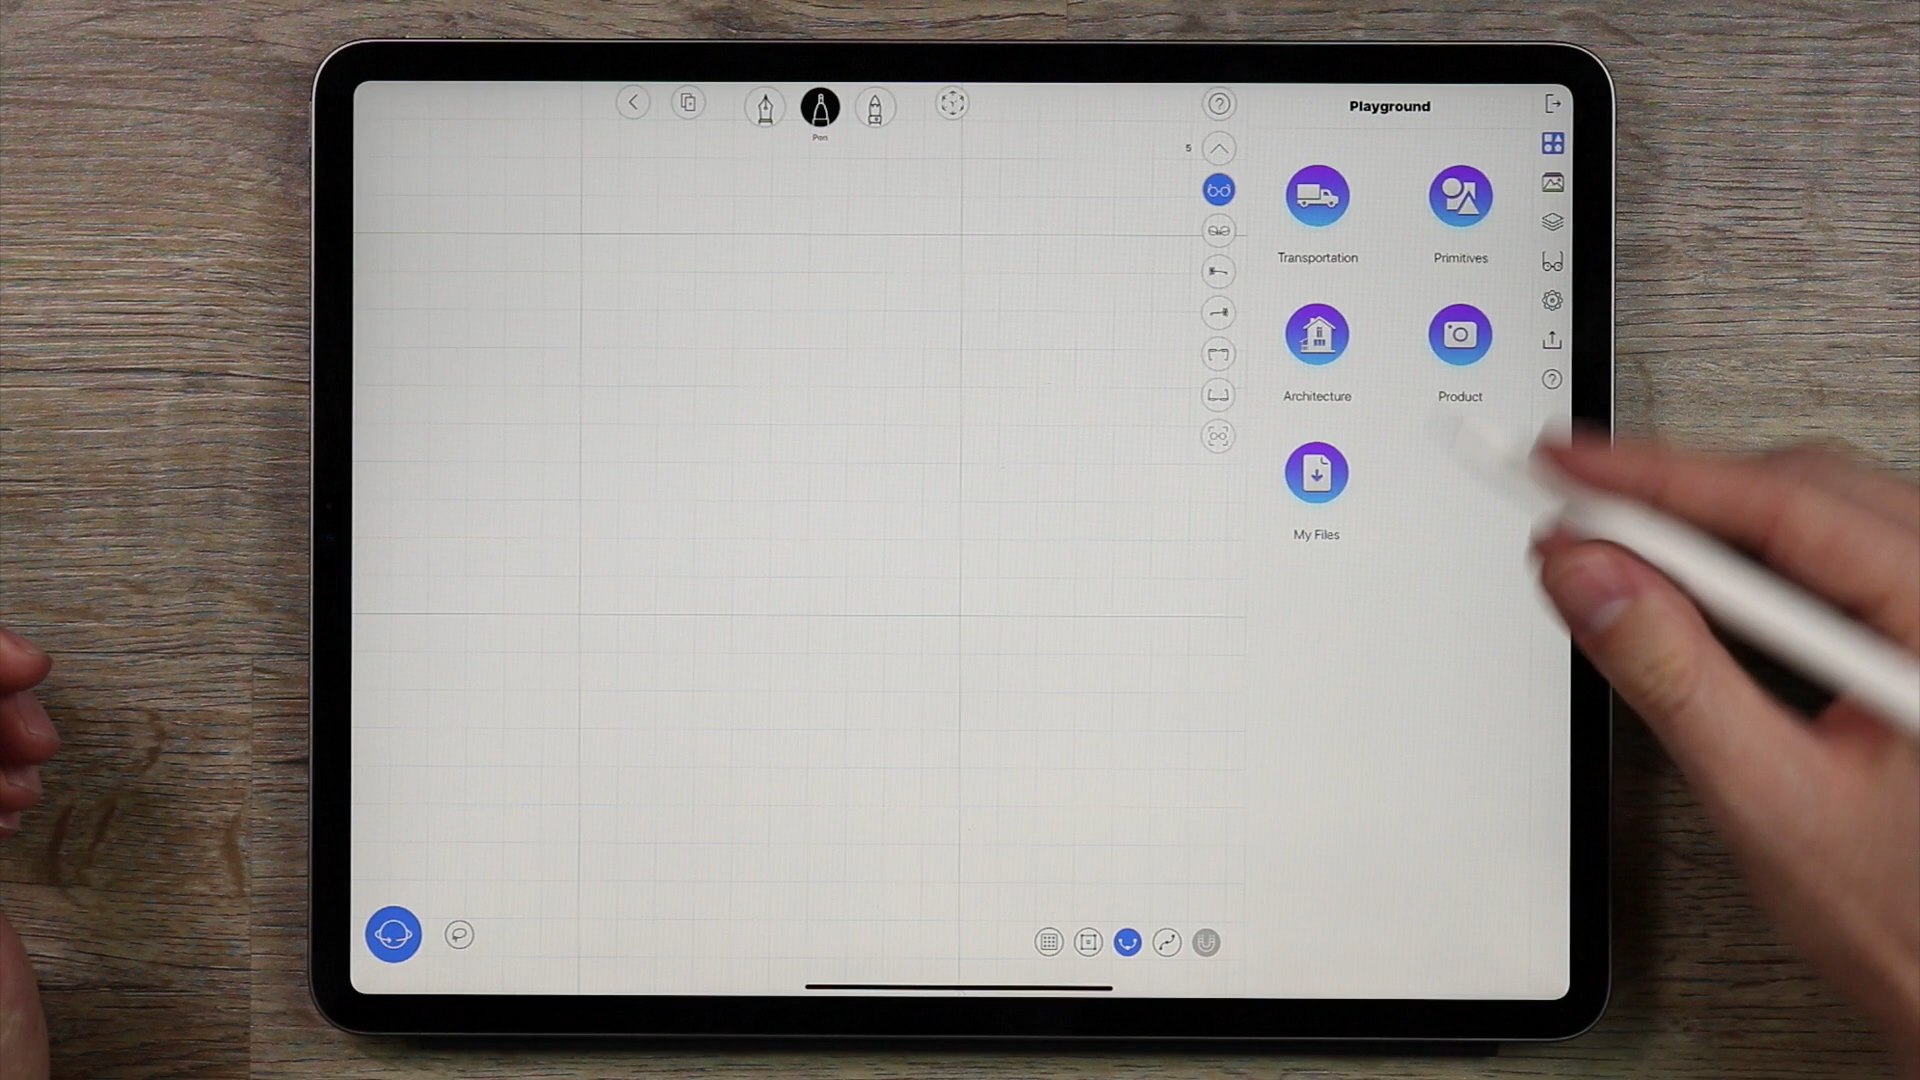 Playground
Pen
5
Transportation
Primitives
Architecture
Product
My Files